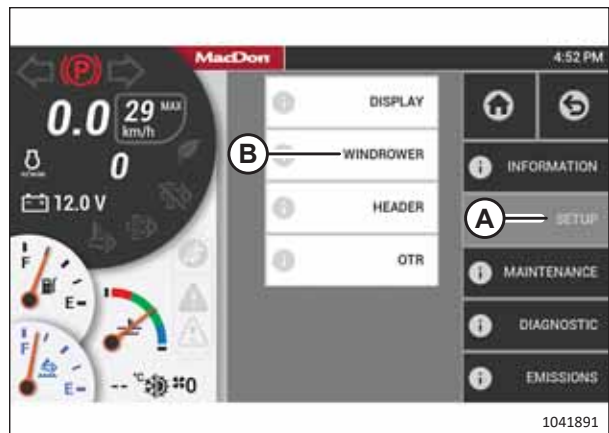 MacDon
4:52 PM
P
0.0 29 MAX
km/h
0
12.0 V
F
E
F
E
-- °C 0
DISPLAY
B WINDROWER
HEADER
OTR
INFORMATION
A SETUP
MAINTENANCE
DIAGNOSTIC
EMISSIONS
1041891